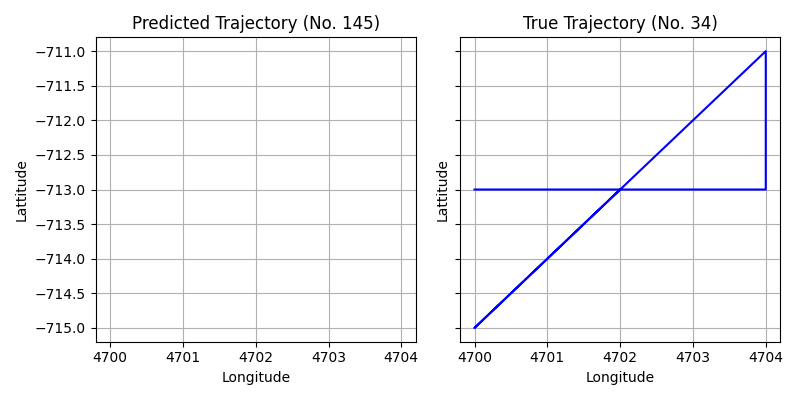 Predicted Trajectory (No. 145)
True Trajectory (No. 34)
−711.0
−711.5
−712.0
−712.5
−713.0
−713.5
−714.0
−714.5
−715.0
Lattitude
Lattitude
4700 4701 4702 4703 4704
4700 4701 4702 4703 4704
Longitude
Longitude